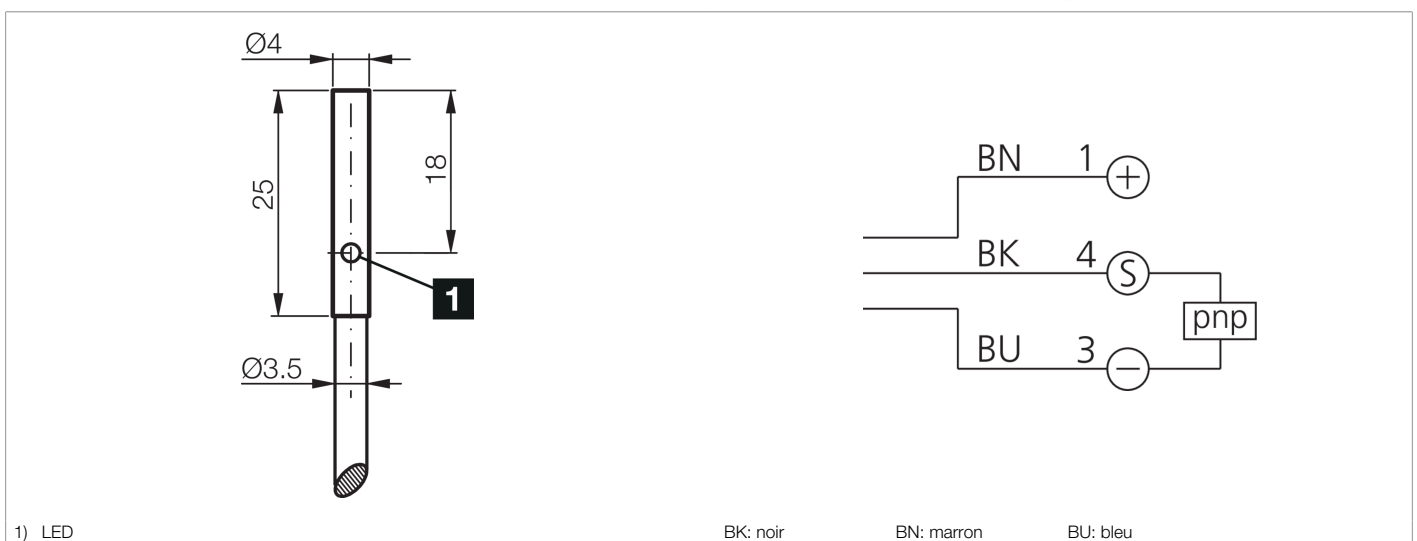 Ø4
25
18
1
Ø3.5
BN 1 +
BK 4 S
pnp
BU 3 −
1) LED
BK: noir BN: marron BU: bleu